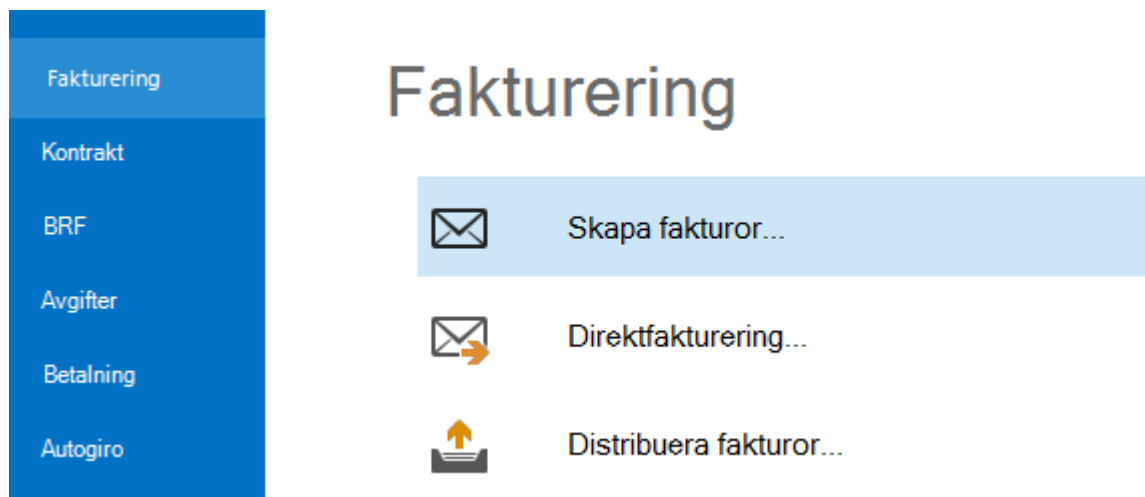 Fakturering
Kontrakt
BRF
Avgifter
Betalning
Autogiro
Fakturering
Skapa fakturor...
Direktfakturering...
Distribuera fakturor...